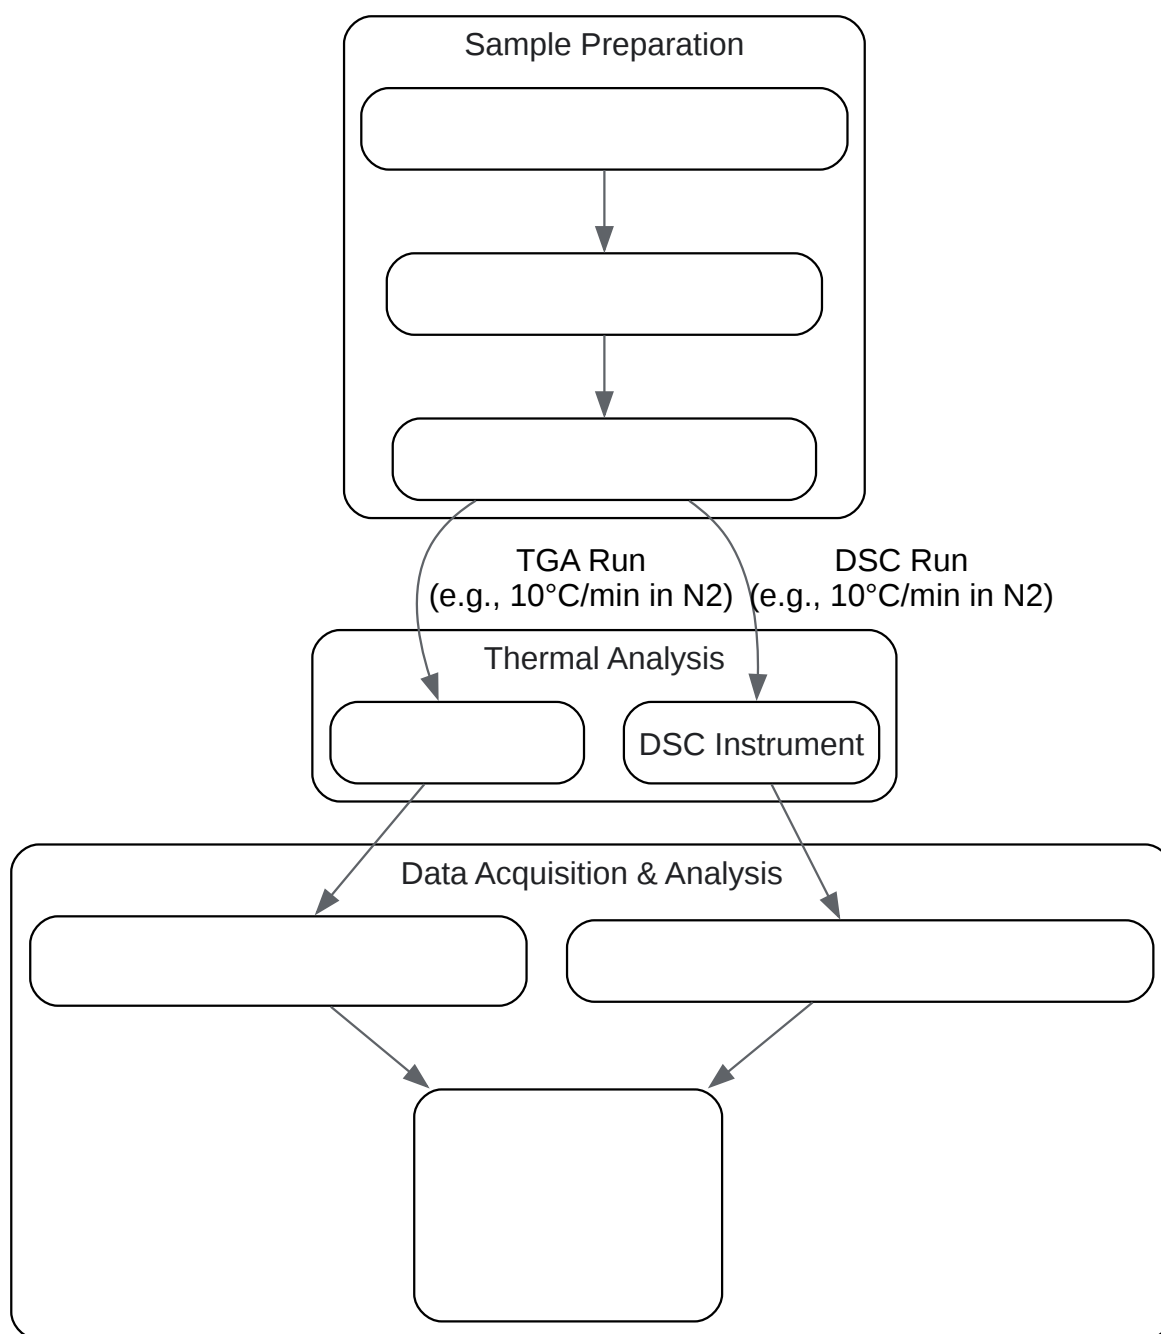 Sample Preparation
TGA Run
(e.g., 10°C/min in N2)
DSC Run
(e.g., 10°C/min in N2)
Thermal Analysis
DSC Instrument
Data Acquisition & Analysis